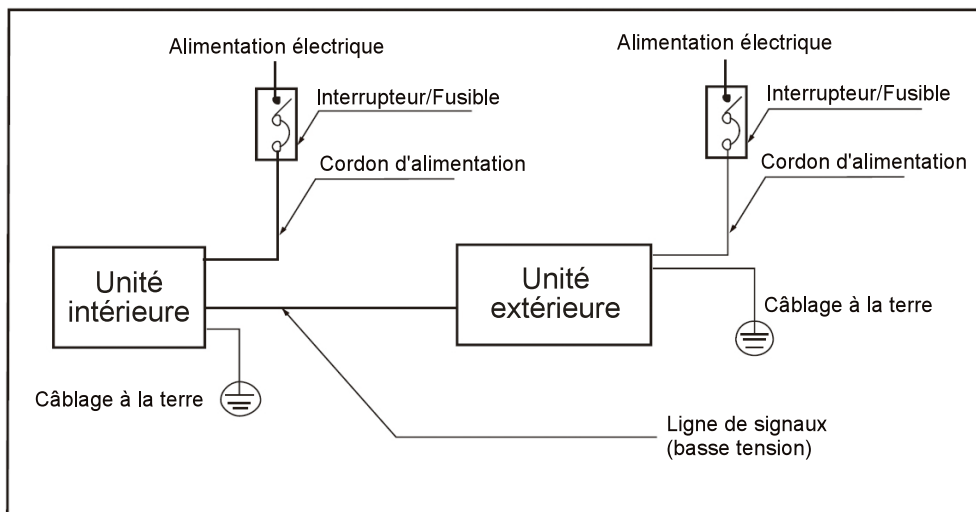 Alimentation électrique
Alimentation électrique
Interrupteur/Fusible
Interrupteur/Fusible
Cordon d'alimentation
Cordon d'alimentation
Unité
intérieure
Unité
extérieure
Câblage à la terre
Câblage à la terre
Ligne de signaux
(basse tension)